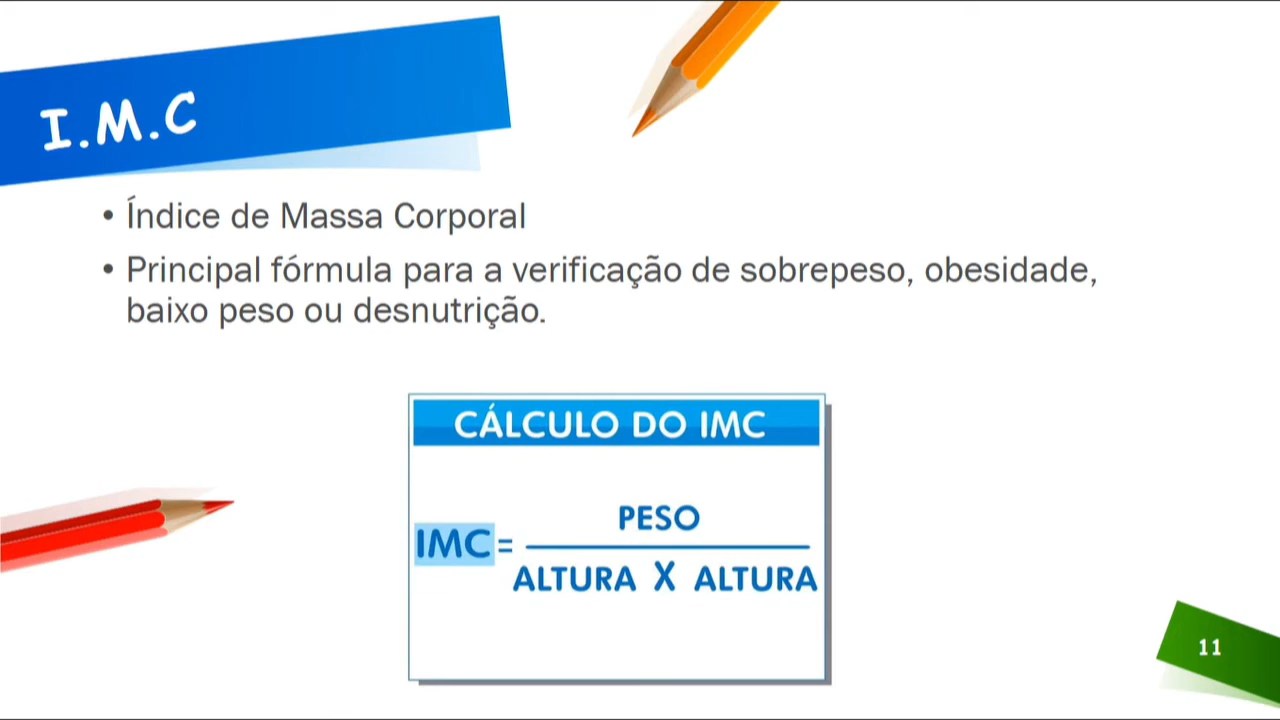 I.M.C
• Índice de Massa Corporal
• Principal fórmula para a verificação de sobrepeso, obesidade,
baixo peso ou desnutrição.
CÁLCULO DO IMC
PESO
IMC =
ALTURA X ALTURA
11